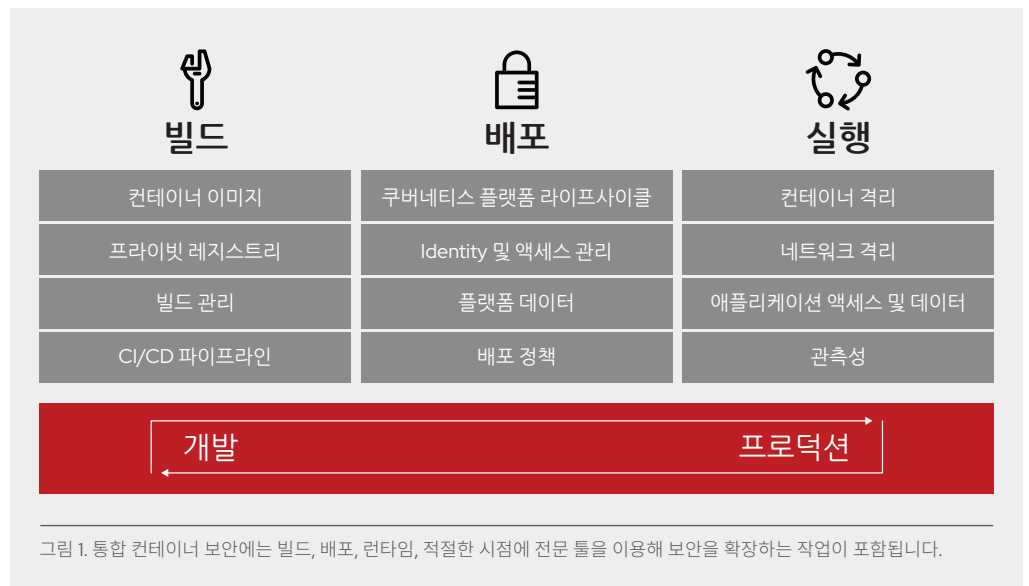 빌드
배포
실행
컨테이너 이미지
쿠버네티스 플랫폼 라이프사이클
컨테이너 격리
프라이빗 레지스트리
Identity 및 액세스 관리
네트워크 격리
빌드 관리
플랫폼 데이터
애플리케이션 액세스 및 데이터
CI/CD 파이프라인
배포 정책
관측성
개발
프로덕션
그림 1. 통합 컨테이너 보안에는 빌드, 배포, 런타임, 적절한 시점에 전문 툴을 이용해 보안을 확장하는 작업이 포함됩니다.